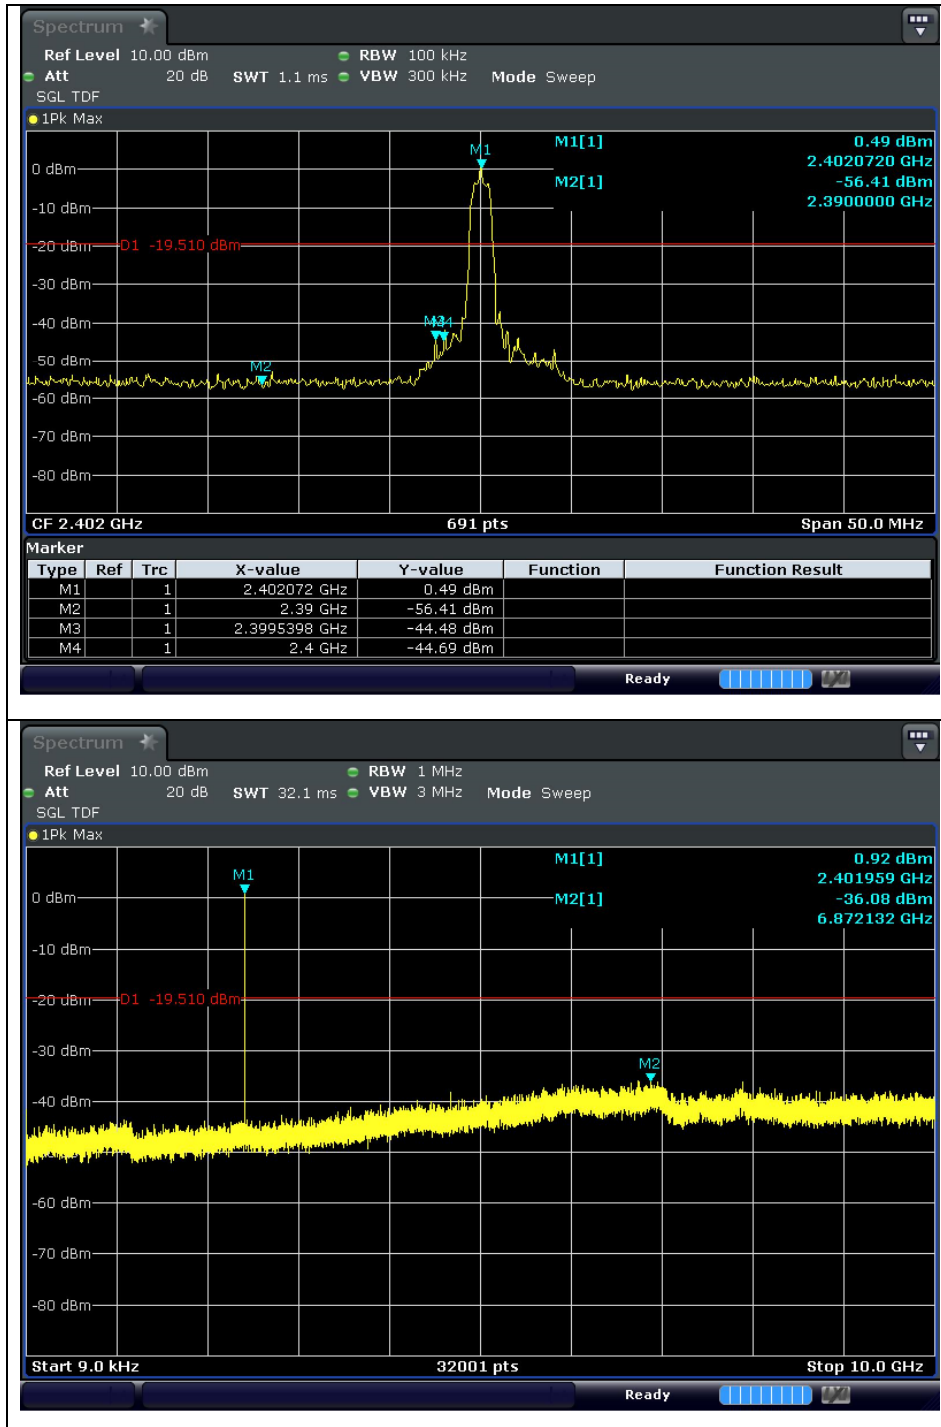 Spectrum
Ref Level 10.00 dBm RBW 100 kHz
Att 20 dB SWT 1.1 ms VBW 300 kHz Mode Sweep
SGL TDF
1Pk Max
M1[1] 0.49 dBm
2.4020720 GHz
M2[1] -56.41 dBm
2.3900000 GHz
M1
0 dBm
-10 dBm
-20 dBm D1 -19.510 dBm
-30 dBm
-40 dBm M3 M4
-50 dBm M2
-60 dBm
-70 dBm
-80 dBm
CF 2.402 GHz 691 pts Span 50.0 MHz
Marker
Type Ref Trc X-value Y-value Function Function Result
M1 1 2.402072 GHz 0.49 dBm
M2 1 2.39 GHz -56.41 dBm
M3 1 2.3995398 GHz -44.48 dBm
M4 1 2.4 GHz -44.69 dBm
Ready
Spectrum
Ref Level 10.00 dBm RBW 1 MHz
Att 20 dB SWT 32.1 ms VBW 3 MHz Mode Sweep
SGL TDF
1Pk Max
M1[1] 0.92 dBm
2.401959 GHz
M2[1] -36.08 dBm
6.872132 GHz
M1
0 dBm
-10 dBm
-20 dBm D1 -19.510 dBm
-30 dBm
M2
-40 dBm
-60 dBm
-70 dBm
-80 dBm
Start 9.0 kHz 32001 pts Stop 10.0 GHz
Ready